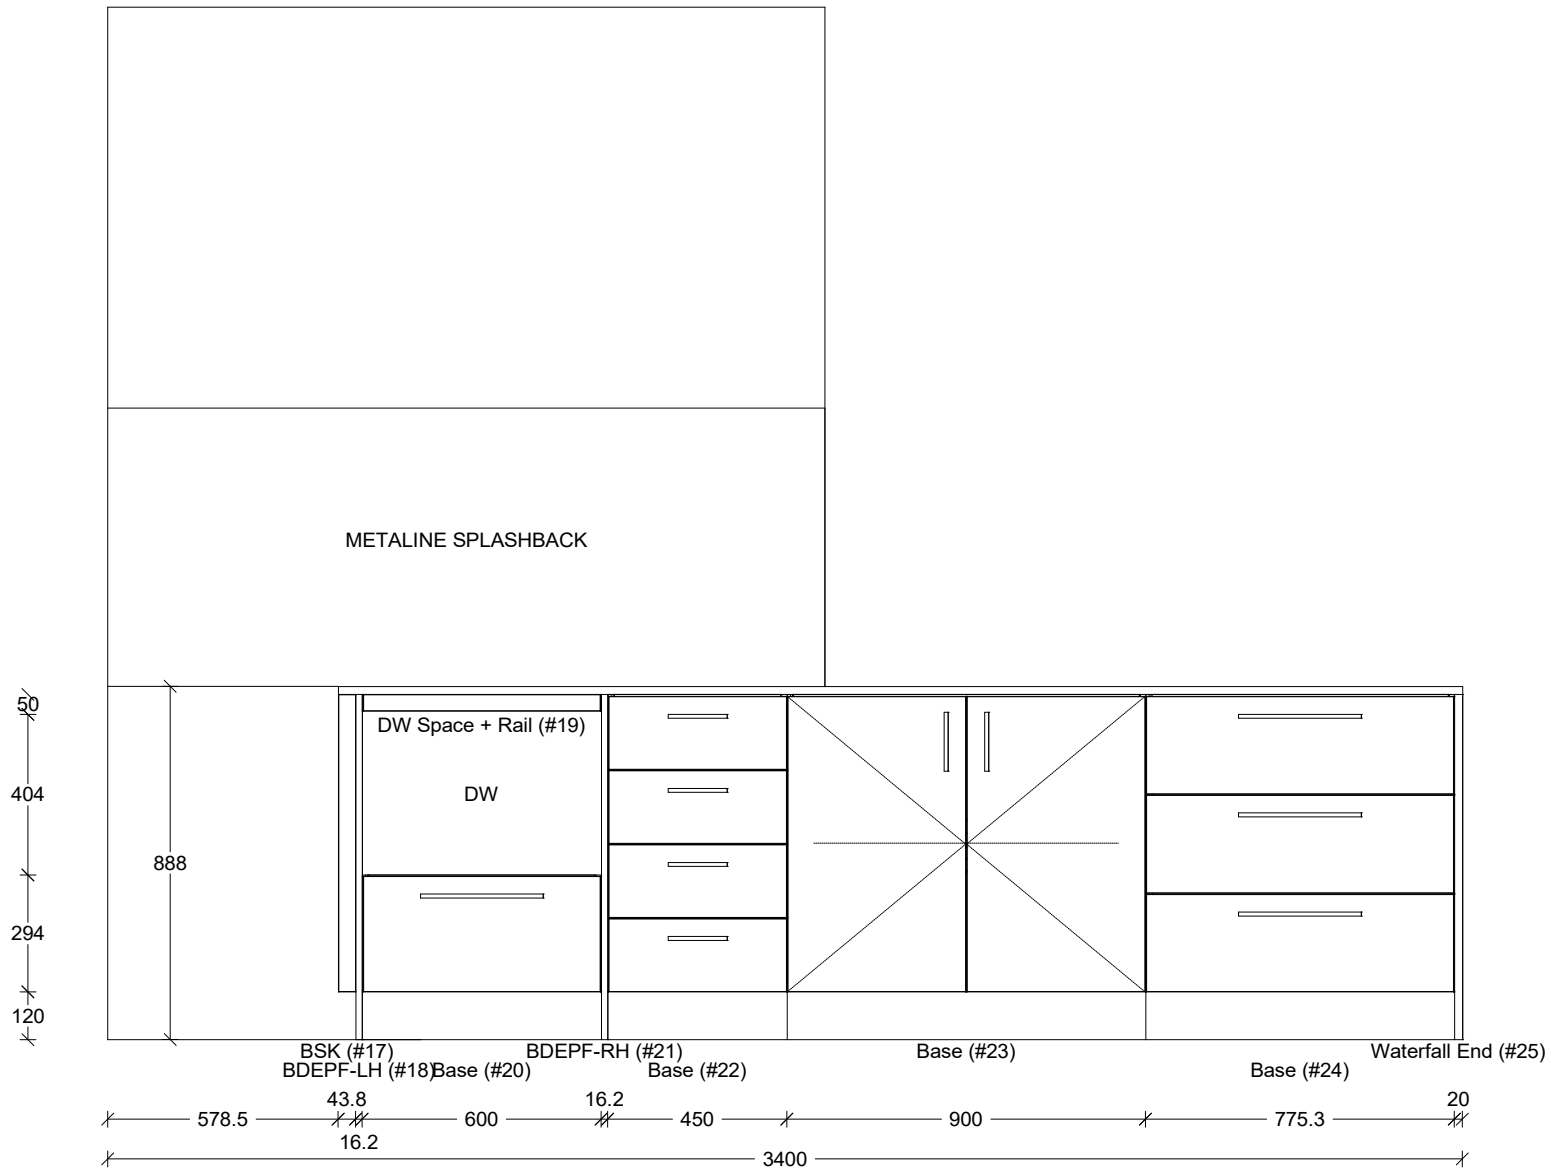 METALINE SPLASHBACK
50
DW Space + Rail (#19)
404
DW
888
294
120
BSK (#17)
BDEPF-RH (#21)
Base (#23)
Waterfall End (#25)
BDEPF-LH (#18)
Base (#20)
Base (#22)
Base (#24)
43.8
16.2
20
578.5
600
450
900
775.3
16.2
3400